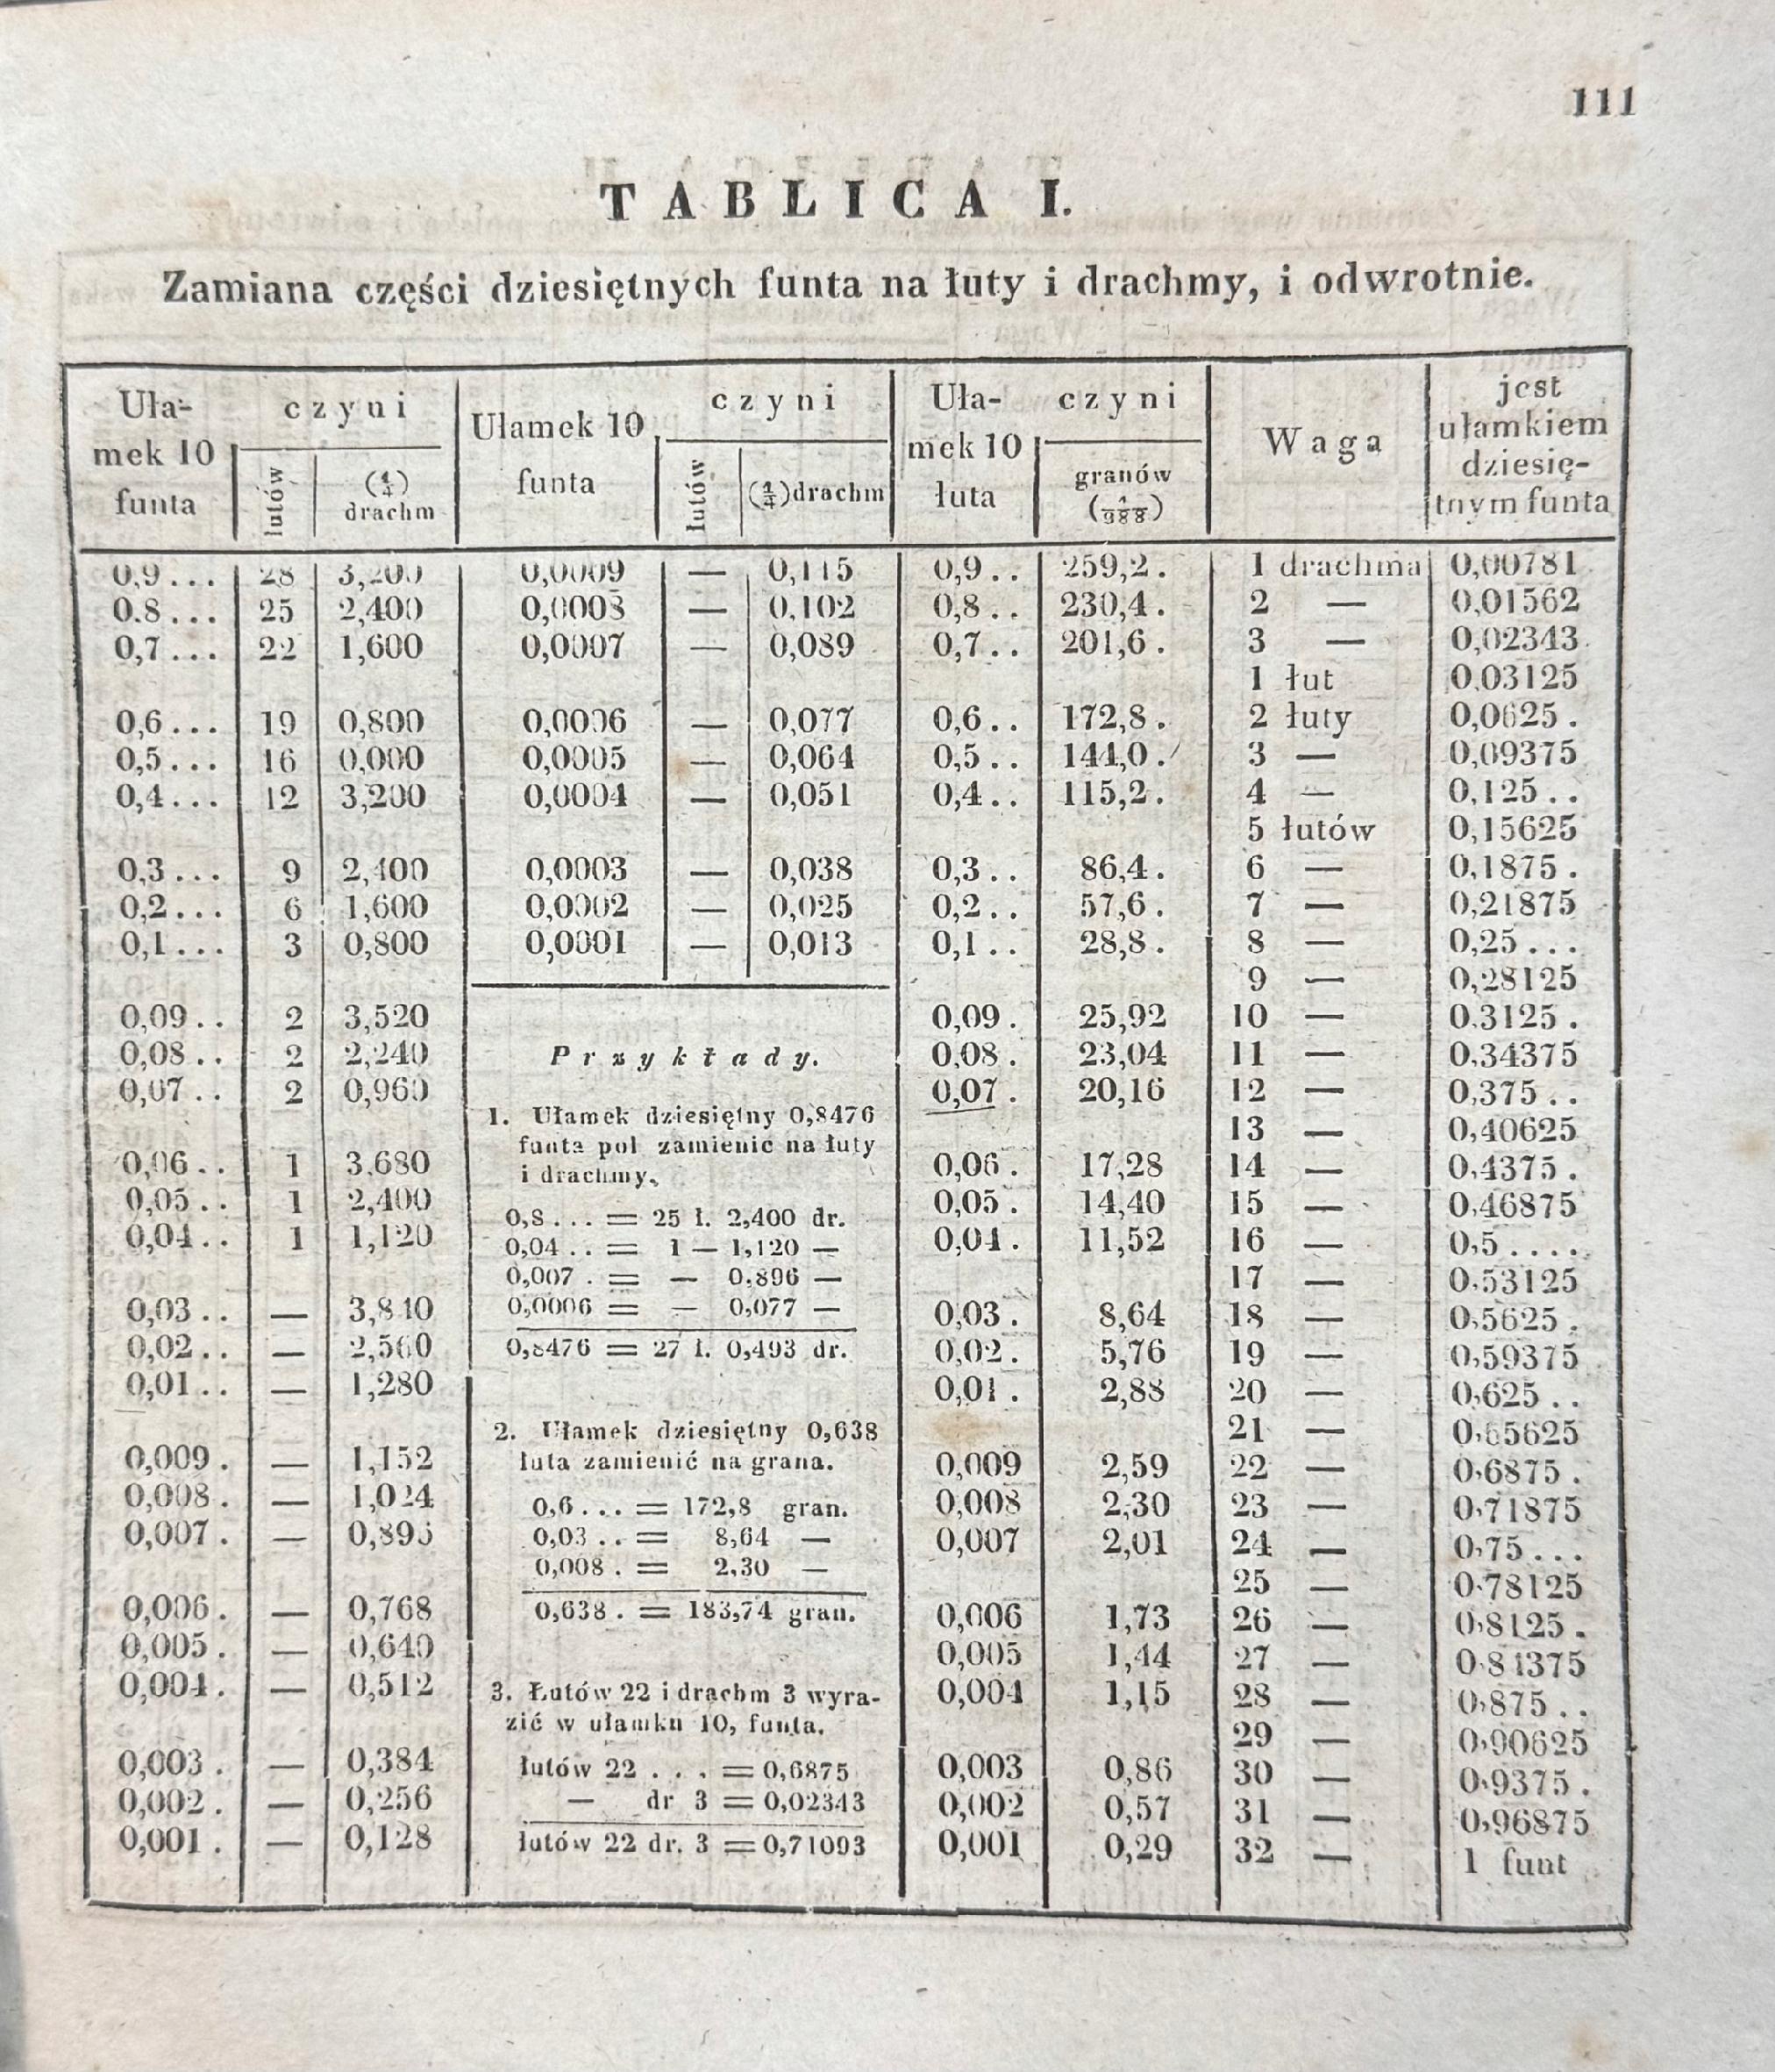 111
TABLICA I.
Zamiana części dziesiętnych funta na łuty i drachmy, i odwrotnie.
Uła-
mek 10
funta
czyni
lutów
(1/4)
drachm
Ułamek 10
funta
czyni
lutów
(1/4) drachm
Uła-
mek 10
łuta
czyni
granów
(1/288)
Waga
jest
ułamkiem
dziesię-
tnym funta
0,9... 28 3,200 0,0009 — 0,115 0,9.. 259,2. 1 drachma 0,00781
0.8... 25 2,400 0,0008 — 0,102 0,8.. 230,4. 2 — 0,01562
0,7... 22 1,600 0,0007 — 0,089 0,7.. 201,6. 3 — 0,02343
1 łut 0,03125
0,6... 19 0,800 0,0006 — 0,077 0,6.. 172,8. 2 łuty 0,0625.
0,5... 16 0,000 0,0005 — 0,064 0,5.. 144,0. 3 — 0,09375
0,4... 12 3,200 0,0004 — 0,051 0,4.. 115,2. 4 — 0,125..
5 łutów 0,15625
0,3... 9 2,400 0,0003 — 0,038 0,3.. 86,4. 6 — 0,1875.
0,2... 6 1,600 0,0002 — 0,025 0,2.. 57,6. 7 — 0,21875
0,1... 3 0,800 0,0001 — 0,013 0,1.. 28,8. 8 — 0,25...
9 — 0,28125
0,09.. 2 3,520 0,09. 25,92 10 — 0.3125.
0,08.. 2 2,240 0,08. 23,04 11 — 0,34375
0,07.. 2 0,960 0,07. 20,16 12 — 0,375..
13 — 0,40625
0,06.. 1 3.680 0,06. 17,28 14 — 0,4375.
0,05.. 1 2,400 0,05. 14,40 15 — 0,46875
0,04.. 1 1,120 0,04. 11,52 16 — 0,5....
17 — 0,53125
0,03.. — 3,840 0,03. 8,64 18 — 0,5625.
0,02.. — 2,560 0,02. 5,76 19 — 0,59375
0,01.. — 1,280 0,01. 2,88 20 — 0,625..
21 — 0,65625
0,009. — 1,152 0,009 2,59 22 — 0,6875.
0,008. — 1,024 0,008 2,30 23 — 0,71875
0,007. — 0,896 0,007 2,01 24 — 0,75...
25 — 0,78125
0,006. — 0,768 0,006 1,73 26 — 0,8125.
0,005. — 0,640 0,005 1,44 27 — 0,84375
0,004. — 0,512 0,004 1,15 28 — 0,875..
29 — 0,90625
0,003. — 0,384 0,003 0,86 30 — 0,9375.
0,002. — 0,256 0,002 0,57 31 — 0,96875
0,001. — 0,128 0,001 0,29 32 — 1 funt
Przykłady.
1. Ułamek dziesiętny 0,8476
funta pol zamienic na łuty
i drachmy.
0,8... = 25 ł. 2,400 dr.
0,04.. = 1 — 1,120 —
0,007. = — 0.896 —
0,0006 = — 0,077 —
0,8476 = 27 ł. 0,493 dr.
2. Ułamek dziesiętny 0,638
łuta zamienić na grana.
0,6... = 172,8 gran.
0,03.. = 8,64 —
0,008. = 2,30 —
0,638. = 183,74 gran.
3. Łutów 22 i drachm 3 wyra-
zić w ułamku 10, funta.
łutów 22... = 0,6875
— dr 3 = 0,02343
łutów 22 dr. 3 = 0,71093